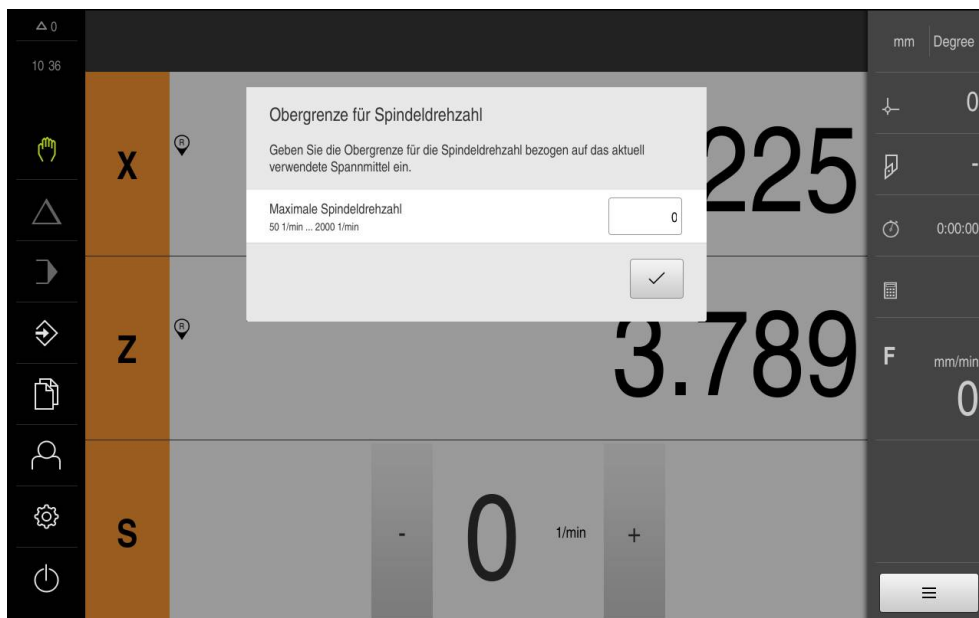 0
10 36
mm Degree
X
R
225
0
Obergrenze für Spindeldrehzahl
Geben Sie die Obergrenze für die Spindeldrehzahl bezogen auf das aktuell
verwendete Spannmittel ein.
Maximale Spindeldrehzahl
50 1/min ... 2000 1/min
0
-
0:00:00
Z
R
3.789
F
mm/min
0
S
-
0
1/min
+